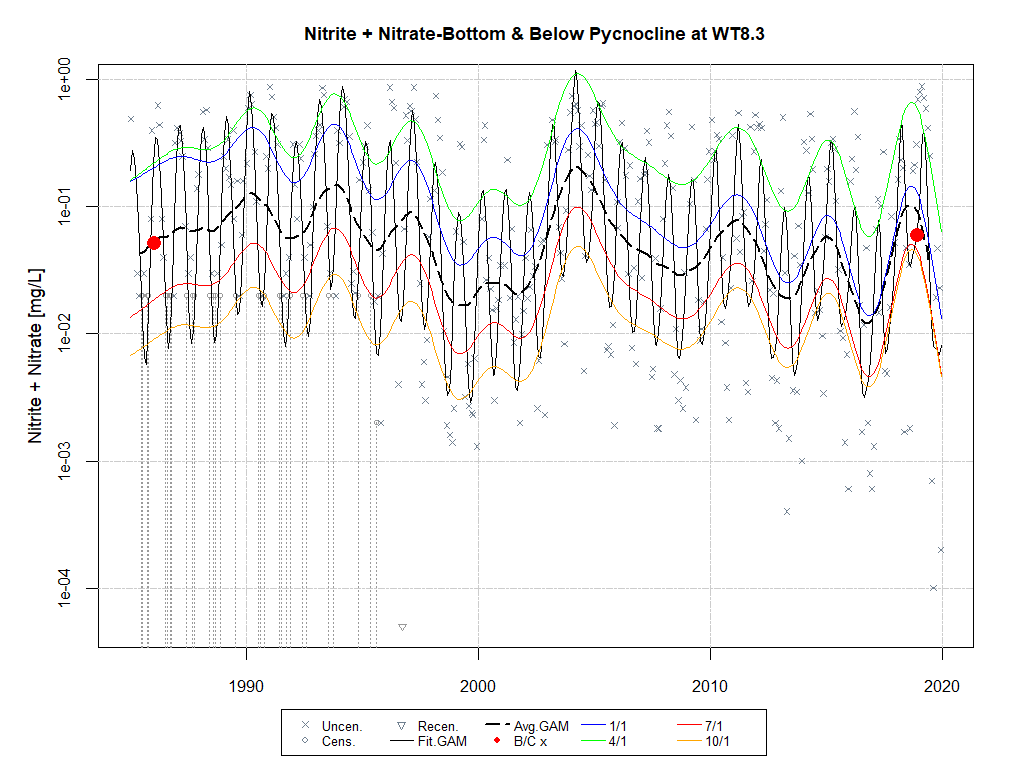 Nitrite + Nitrate-Bottom & Below Pycnocline at WT8.3
Nitrite + Nitrate [mg/L]
1e+00
1e-01
1e-02
1e-03
1e-04
1990 2000 2010 2020
Uncen. Recen. Avg.GAM 1/1 7/1
Cens. Fit.GAM B/C x 4/1 10/1